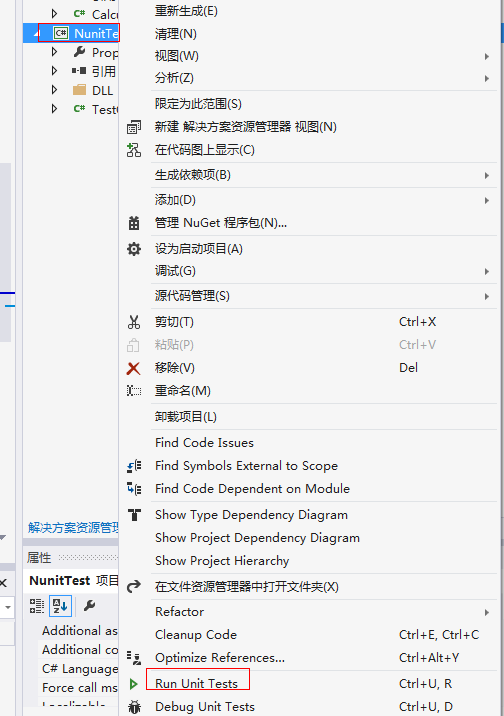 重新生成(E)
C# Calcu
清理(N)
C# NunitTe
视图(W)
Prop
分析(Z)
引用
DLL
限定为此范围(S)
C# Test
新建 解决方案资源管理器 视图(N)
在代码图上显示(C)
生成依赖项(B)
添加(D)
管理 NuGet 程序包(N)...
设为启动项目(A)
调试(G)
源代码管理(S)
剪切(T) Ctrl+X
粘贴(P) Ctrl+V
移除(V) Del
重命名(M)
卸载项目(L)
Find Code Issues
Find Symbols External to Scope
Find Code Dependent on Module
Show Type Dependency Diagram
解决方案资源管
Show Project Dependency Diagram
属性
Show Project Hierarchy
NunitTest 项
在文件资源管理器中打开文件夹(X)
Refactor
Additional as
Cleanup Code Ctrl+E, Ctrl+C
Additional co
Optimize References... Ctrl+Alt+Y
C# Language
Run Unit Tests Ctrl+U, R
Force call ms
Debug Unit Tests Ctrl+U, D